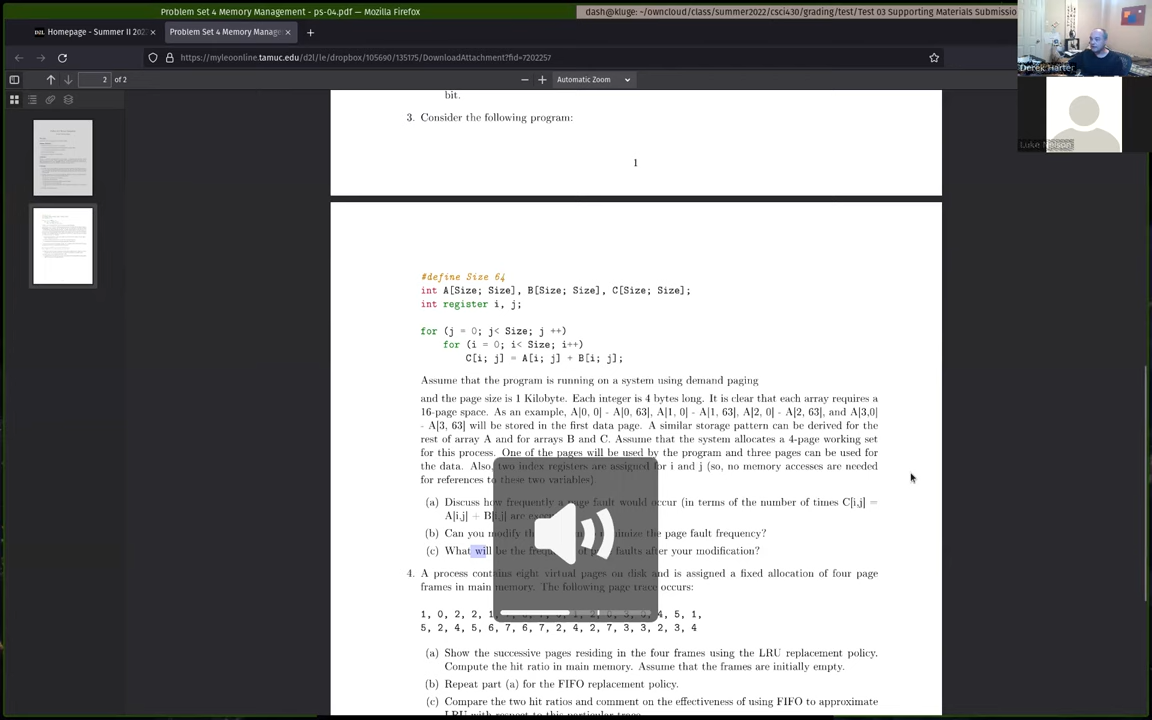 Problem Set 4 Memory Management - ps-04.pdf — Mozilla Firefox
dash@kluge: ~/owncloud/class/summer2022/csci430/grading/test/Test 03 Supporting Materials Submissio
Homepage - Summer II 202
Problem Set 4 Memory Manage
https://myleoonline.tamuc.edu/d2l/le/dropbox/105690/135175/DownloadAttachment?fid=7202257
2 of 2
Automatic Zoom
Derek Harter
Luke Nelson
bit.
3. Consider the following program:
1
#define Size 64
int A[Size; Size], B[Size; Size], C[Size; Size];
int register i, j;
for (j = 0; j< Size; j ++)
for (i = 0; i< Size; i++)
C[i; j] = A[i; j] + B[i; j];
Assume that the program is running on a system using demand paging
and the page size is 1 Kilobyte. Each integer is 4 bytes long. It is clear that each array requires a
16-page space. As an example, A[0, 0] - A[0, 63], A[1, 0] - A[1, 63], A[2, 0] - A[2, 63], and A[3,0]
- A[3, 63] will be stored in the first data page. A similar storage pattern can be derived for the
rest of array A and for arrays B and C. Assume that the system allocates a 4-page working set
for this process. One of the pages will be used by the program and three pages can be used for
the data. Also, two index registers are assigned for i and j (so, no memory accesses are needed
for references to these two variables)
(a) Discuss how frequently a page fault would occur (in terms of the number of times C[i,j] =
A[i,j] + B[i,j] are
(b) Can you modify the minimize the page fault frequency?
(c) What will be the frequency of page faults after your modification?
4. A process contains eight virtual pages on disk and is assigned a fixed allocation of four page
frames in main memory. The following page trace occurs:
1, 0, 2, 2, 4, 5, 1,
5, 2, 4, 5, 6, 7, 6, 7, 2, 4, 2, 7, 3, 3, 2, 3, 4
(a) Show the successive pages residing in the four frames using the LRU replacement policy.
Compute the hit ratio in main memory. Assume that the frames are initially empty.
(b) Repeat part (a) for the FIFO replacement policy.
(c) Compare the two hit ratios and comment on the effectiveness of using FIFO to approximate
LRU with respect to this particular trace.